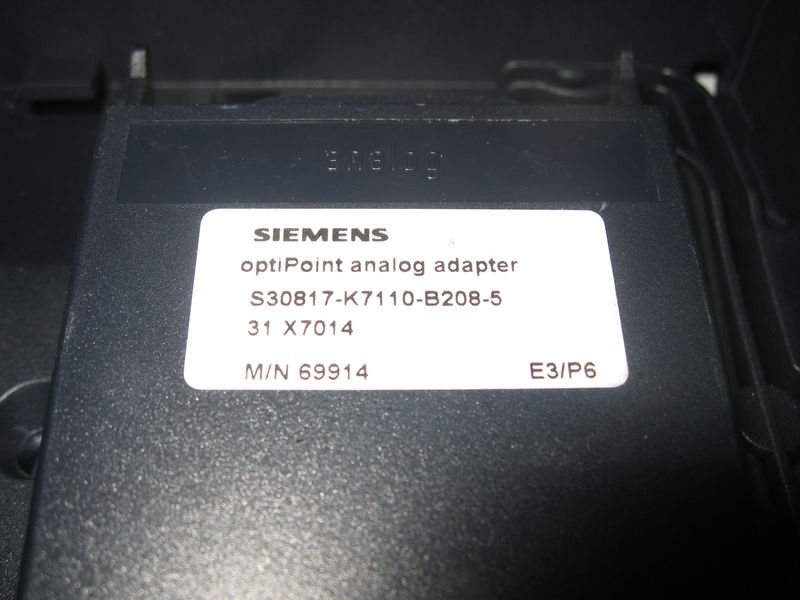 analog
SIEMENS
optiPoint analog adapter
S30817-K7110-B208-5
31 X7014
M/N 69914 E3/P6